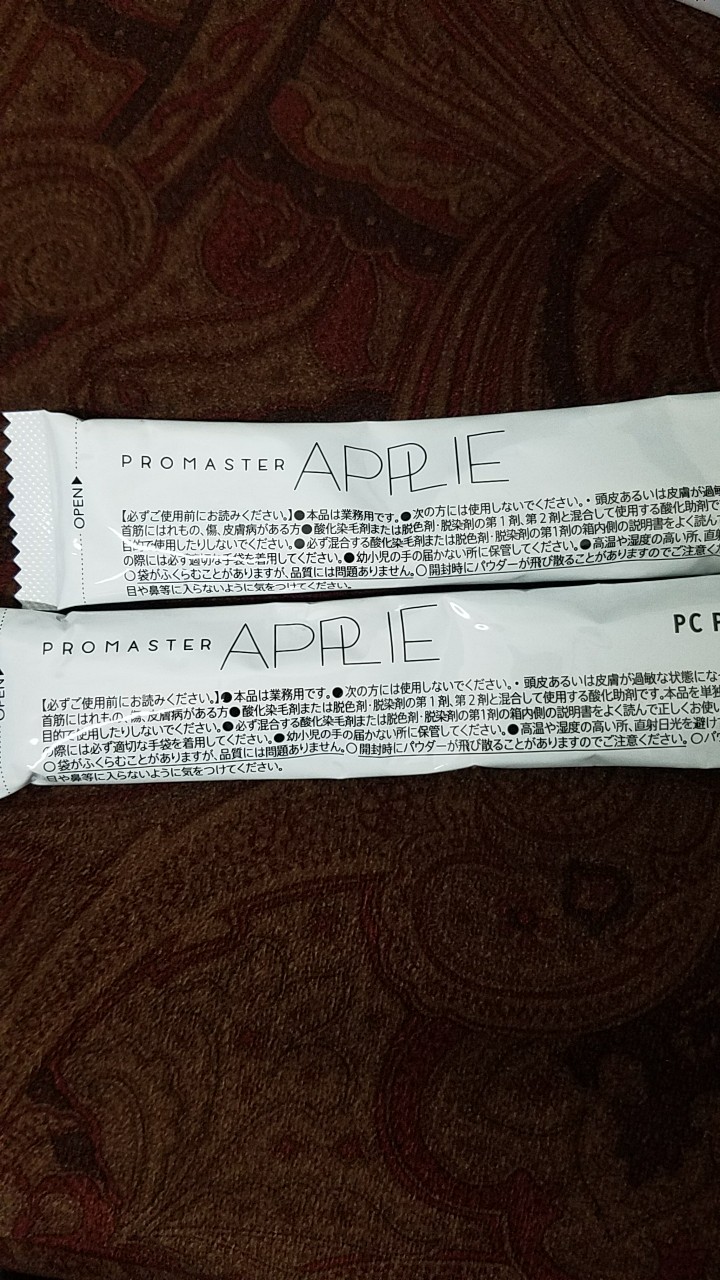 OPEN
PROMASTER APPLIE
【必ずご使用前にお読みください。】●本品は業務用です。●次の方には使用しないでください。・頭皮あるいは皮膚が過敏
首筋にはれもの、傷、皮膚病がある方●酸化染毛剤または脱色剤・脱染剤の第1剤、第2剤と混合して使用する酸化助剤で
目的で使用したりしないでください。●必ず混合する酸化染毛剤または脱色剤・脱染剤の第1剤の箱内側の説明書をよく読ん
の際には必ず適切な手袋を着用してください。●幼小児の手の届かない所に保管してください。●高温や湿度の高い所、直射
○袋がふくらむことがありますが、品質には問題ありません。○開封時にパウダーが飛び散ることがありますのでご注意く
目や鼻等に入らないように気をつけてください。
OPEN
PROMASTER APPLIE
PC
【必ずご使用前にお読みください。】●本品は業務用です。●次の方には使用しないでください。・頭皮あるいは皮膚が過敏な状態にな
首筋にはれもの、傷、皮膚病がある方●酸化染毛剤または脱色剤・脱染剤の第1剤、第2剤と混合して使用する酸化助剤です。本品を単独
目的で使用したりしないでください。●必ず混合する酸化染毛剤または脱色剤・脱染剤の第1剤の箱内側の説明書をよく読んで正しくお使い
の際には必ず適切な手袋を着用してください。●幼小児の手の届かない所に保管してください。●高温や湿度の高い所、直射日光を避け
○袋がふくらむことがありますが、品質には問題ありません。○開封時にパウダーが飛び散ることがありますのでご注意ください。○パウ
目や鼻等に入らないように気をつけてください。